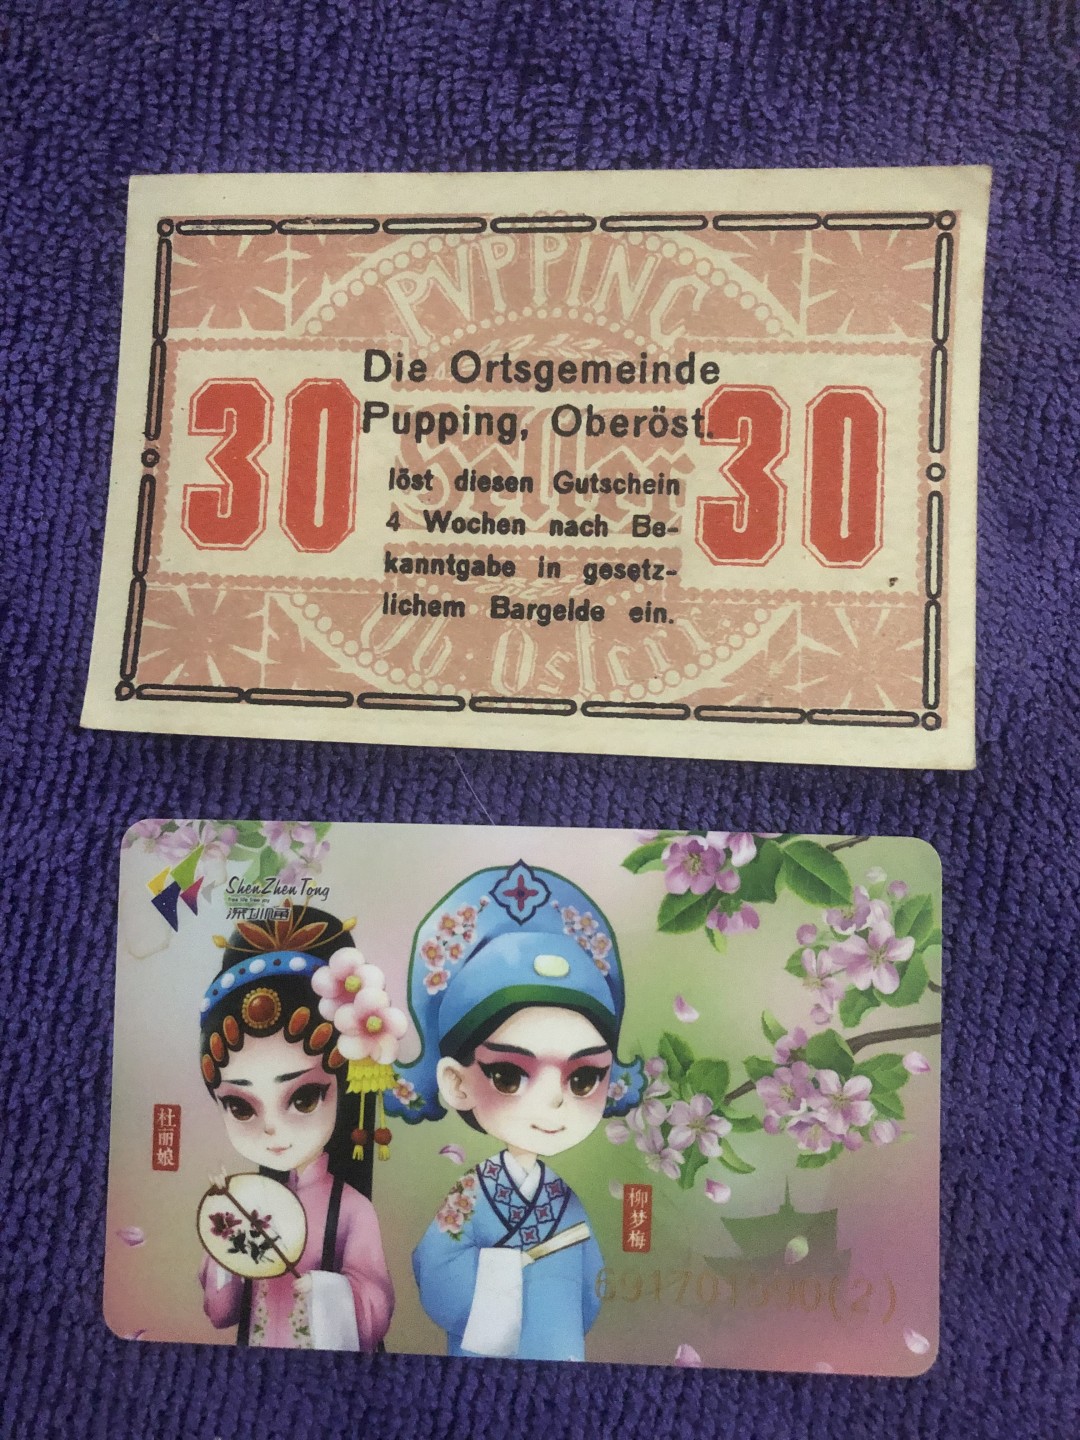 PVPPING
Die Ortsgemeinde
Pupping, Oberöst.
30
30
Heller
löst diesen Gutschein
4 Wochen nach Be-
kanntgabe in gesetz-
lichem Bargelde ein.
ShenZhenTong
深圳通
杜丽娘
柳梦梅